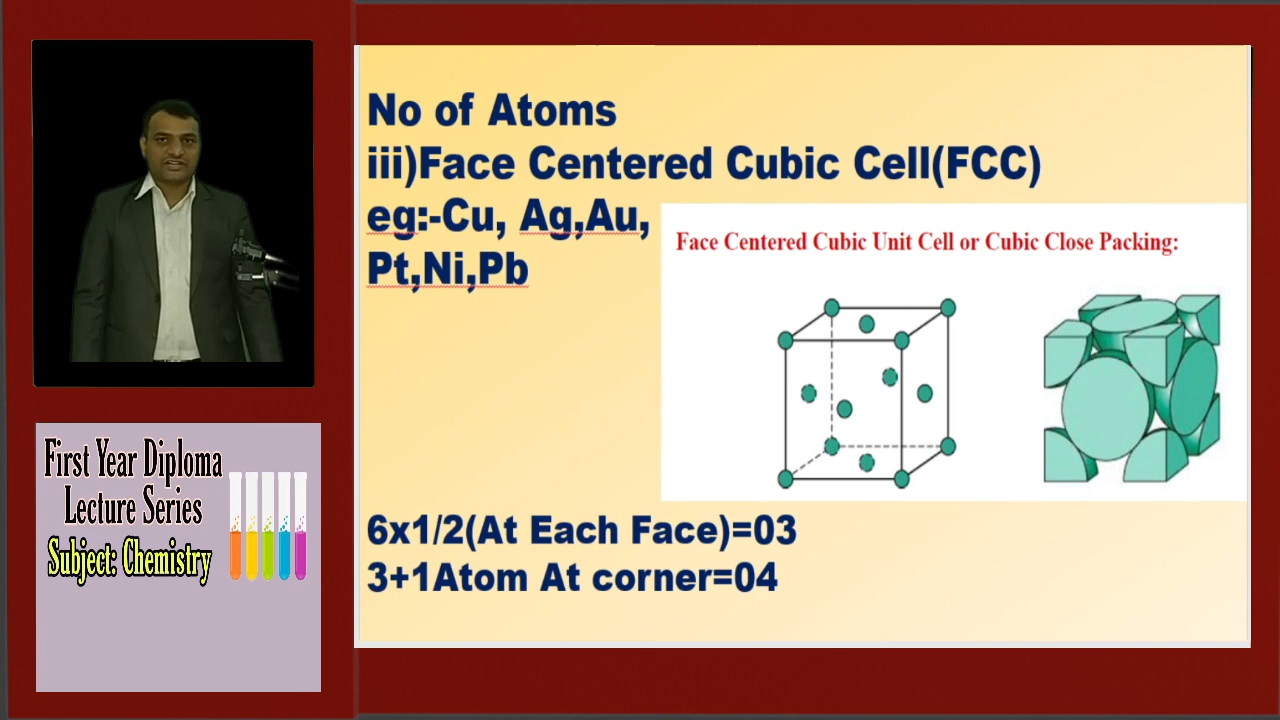 No of Atoms
iii)Face Centered Cubic Cell(FCC)
eg:-Cu, Ag,Au,
Pt,Ni,Pb
Face Centered Cubic Unit Cell or Cubic Close Packing:
6x1/2(At Each Face)=03
3+1Atom At corner=04
First Year Diploma
Lecture Series
Subject: Chemistry